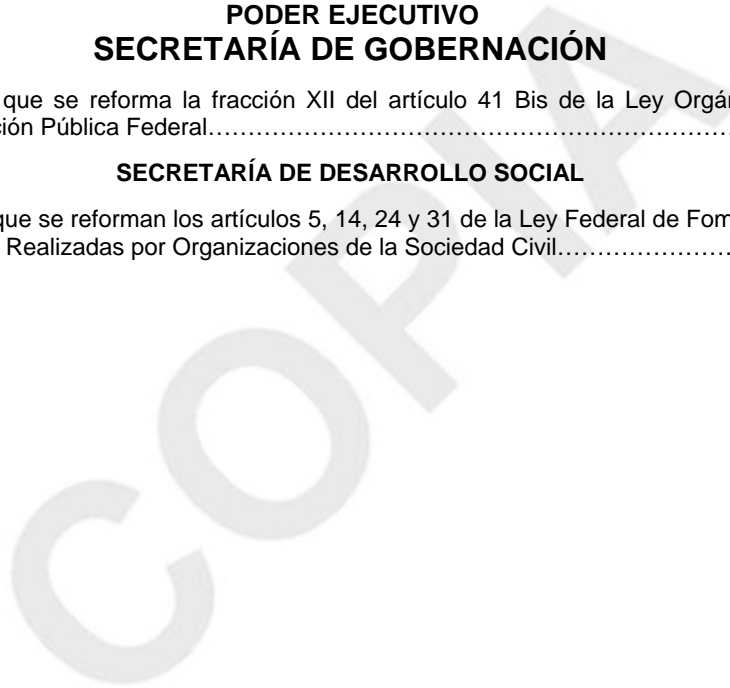 PODER EJECUTIVO
SECRETARÍA DE GOBERNACIÓN
que se reforma la fracción XII del artículo 41 Bis de la Ley Orgán
ción Pública Federal……………………………………………………………
SECRETARÍA DE DESARROLLO SOCIAL
que se reforman los artículos 5, 14, 24 y 31 de la Ley Federal de Fom
Realizadas por Organizaciones de la Sociedad Civil…………………
COPIA